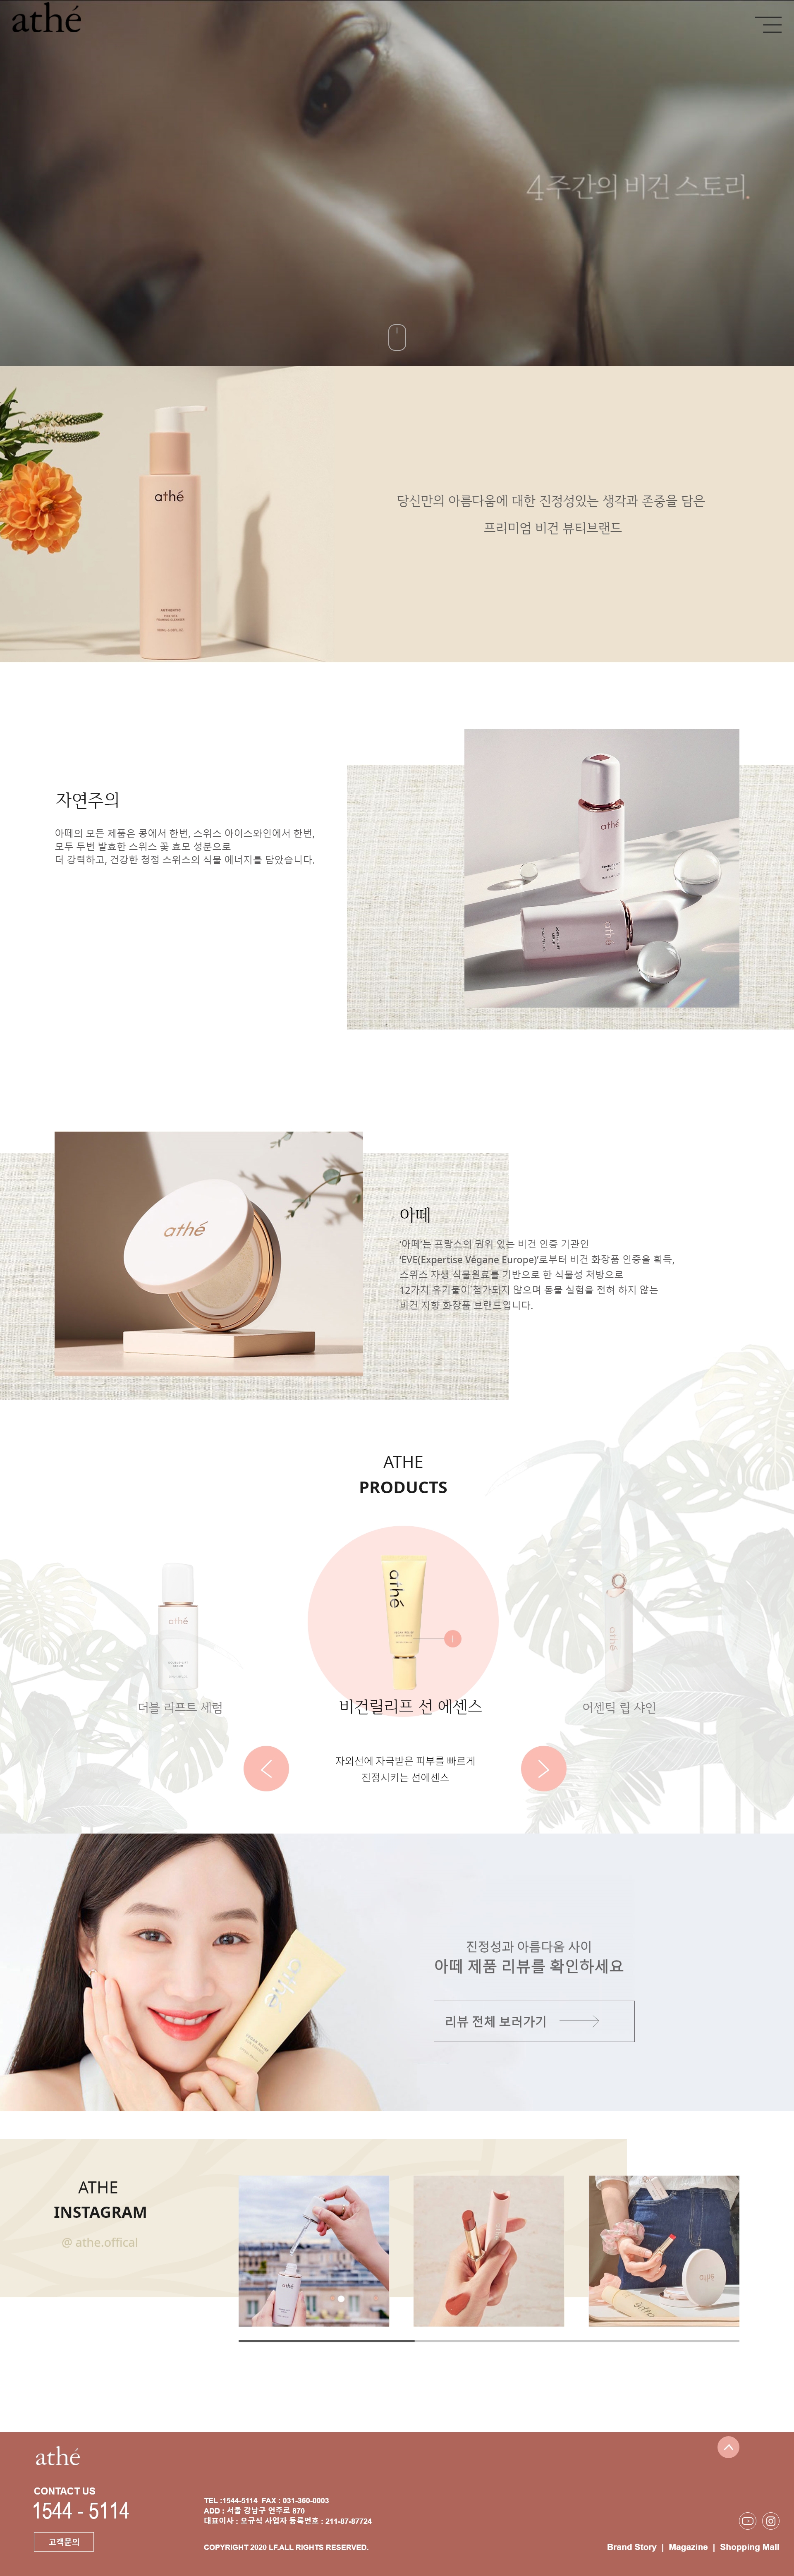 athé
4주간의 비건 스토리.
athé
당신만의 아름다움에 대한 진정성있는 생각과 존중을 담은
프리미엄 비건 뷰티브랜드
자연주의
아떼의 모든 제품은 콩에서 한번, 스위스 아이스와인에서 한번,
모두 두번 발효한 스위스 꽃 효모 성분으로
더 강력하고, 건강한 청정 스위스의 식물 에너지를 담았습니다.
athé
athé
athé
아떼
‘아떼’는 프랑스의 권위 있는 비건 인증 기관인
‘EVE(Expertise Végane Europe)’로부터 비건 화장품 인증을 획득,
스위스 자생 식물원료를 기반으로 한 식물성 처방으로
12가지 유기물이 첨가되지 않으며 동물 실험을 전혀 하지 않는
비건 지향 화장품 브랜드입니다.
ATHE
PRODUCTS
athé
athé
athé
더블 리프트 세럼
비건릴리프 선 에센스
어센틱 립 샤인
자외선에 자극받은 피부를 빠르게
진정시키는 선에센스
athé
진정성과 아름다움 사이
아떼 제품 리뷰를 확인하세요
리뷰 전체 보러가기
ATHE
INSTAGRAM
@ athe.offical
athé
athé
athé
CONTACT US
1544 - 5114
고객문의
TEL :1544-5114 FAX : 031-360-0003
ADD : 서울 강남구 언주로 870
대표이사 : 오규식 사업자 등록번호 : 211-87-87724
COPYRIGHT 2020 LF.ALL RIGHTS RESERVED.
Brand Story | Magazine | Shopping Mall